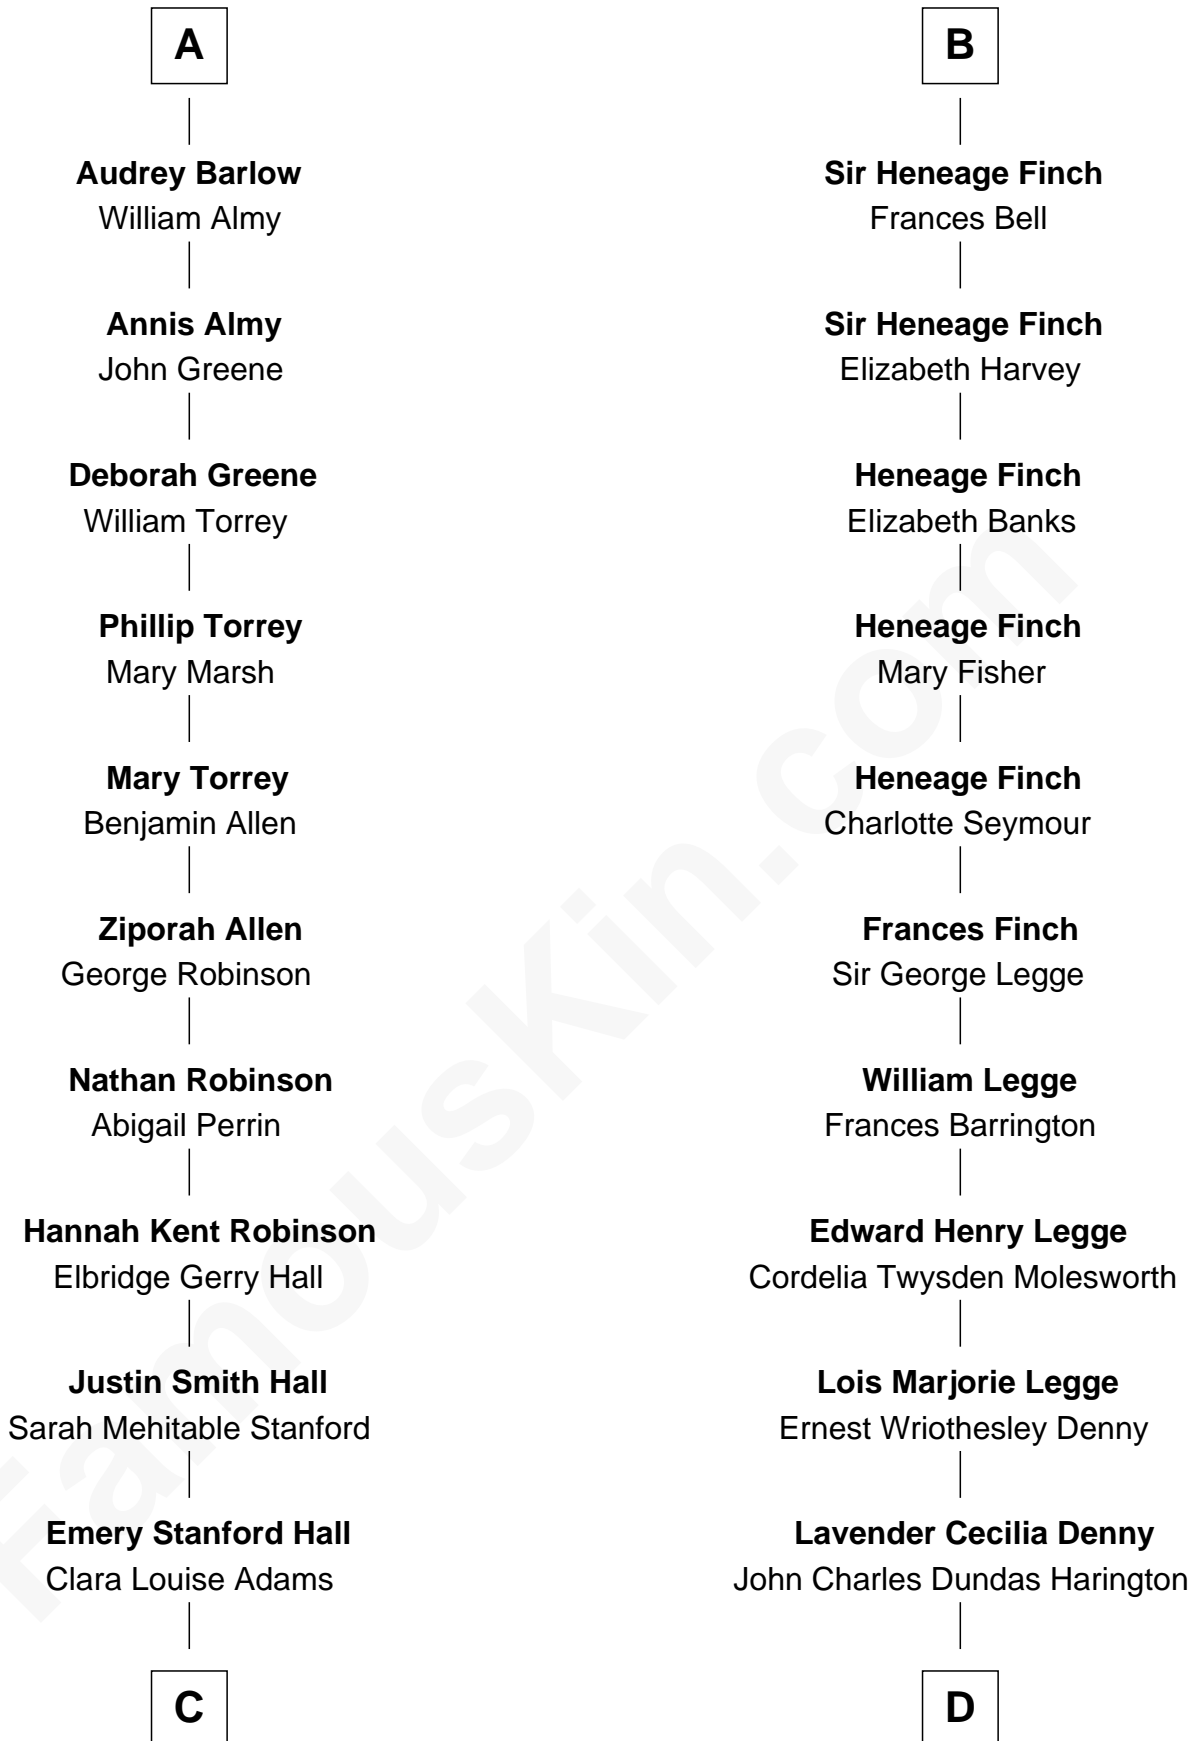 A
Audrey Barlow
William Almy
Annis Almy
John Greene
Deborah Greene
William Torrey
Phillip Torrey
Mary Marsh
Mary Torrey
Benjamin Allen
Ziporah Allen
George Robinson
Nathan Robinson
Abigail Perrin
Hannah Kent Robinson
Elbridge Gerry Hall
Justin Smith Hall
Sarah Mehitable Stanford
Emery Stanford Hall
Clara Louise Adams
C
B
Sir Heneage Finch
Frances Bell
Sir Heneage Finch
Elizabeth Harvey
Heneage Finch
Elizabeth Banks
Heneage Finch
Mary Fisher
Heneage Finch
Charlotte Seymour
Frances Finch
Sir George Legge
William Legge
Frances Barrington
Edward Henry Legge
Cordelia Twysden Molesworth
Lois Marjorie Legge
Ernest Wriothesley Denny
Lavender Cecilia Denny
John Charles Dundas Harington
D
FamousKin.com